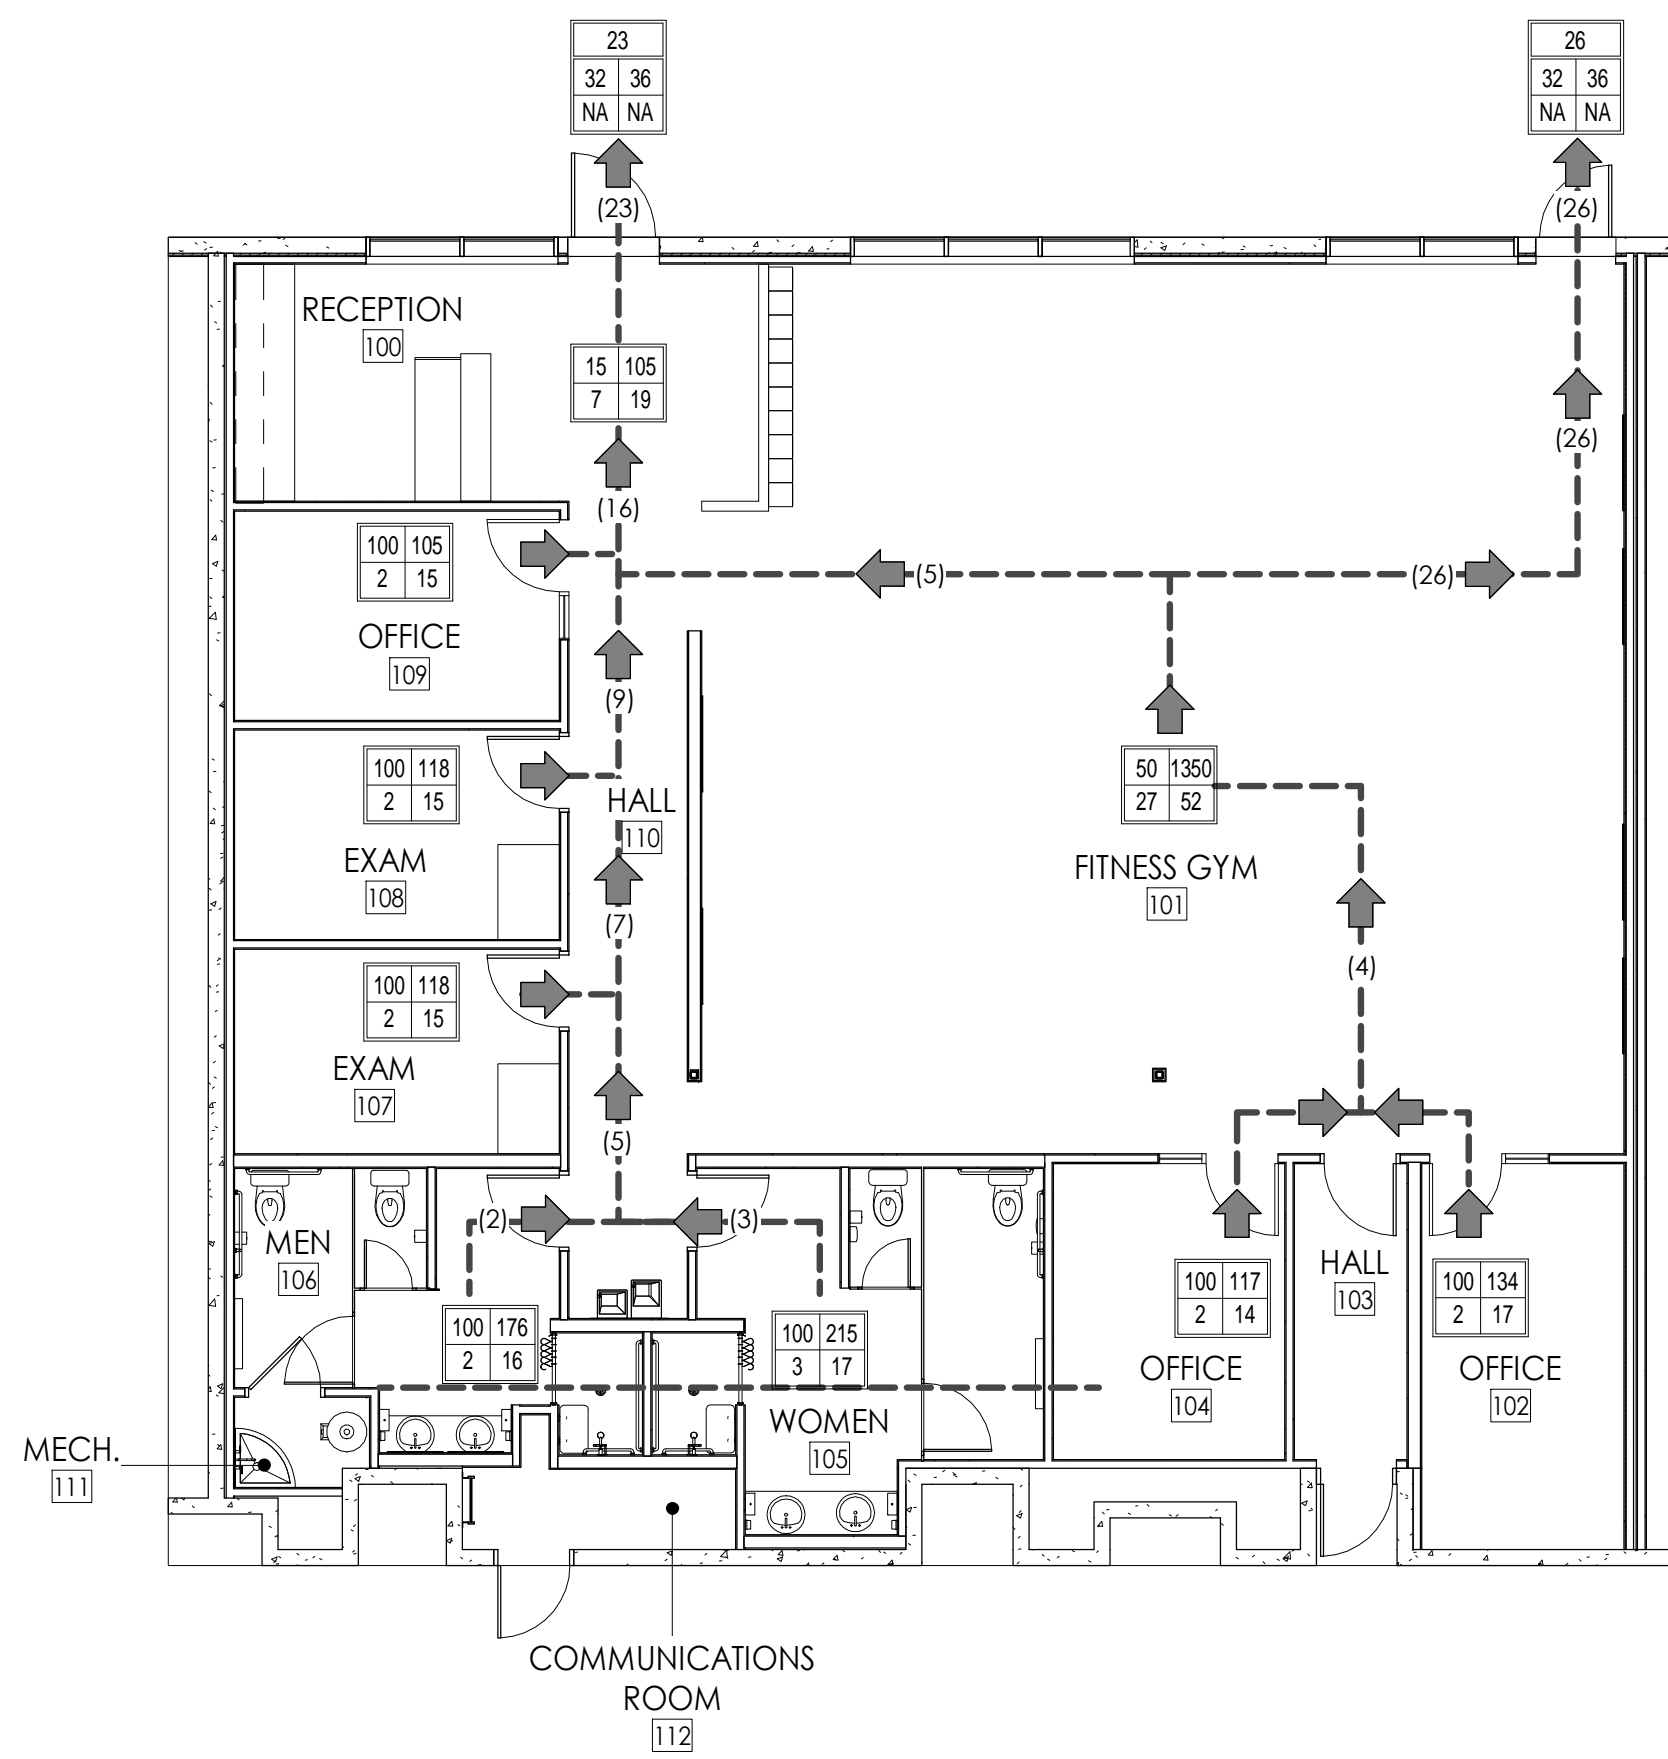 23
32 36
NA NA
26
32 36
NA NA
(23)
(26)
RECEPTION
100
15 105
7 19
(26)
(16)
100 105
2 15
(5)
(26)
OFFICE
109
(9)
100 118
2 15
HALL
110
50 1350
27 52
EXAM
108
FITNESS GYM
101
(7)
(4)
100 118
2 15
EXAM
107
(5)
(2)
(3)
MEN
106
HALL
103
100 117
2 14
100 134
2 17
100 176
2 16
100 215
3 17
OFFICE
104
OFFICE
102
WOMEN
105
MECH.
111
COMMUNICATIONS
ROOM
112